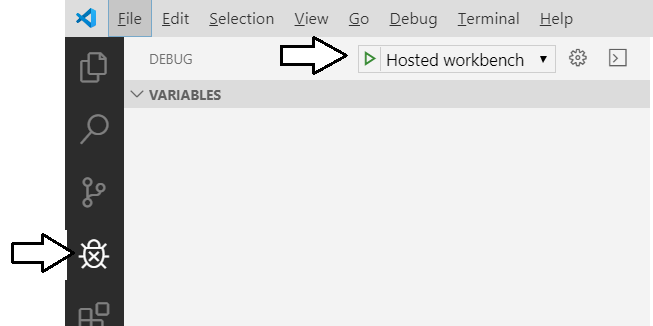 File Edit Selection View Go Debug Terminal Help
DEBUG Hosted workbench
VARIABLES